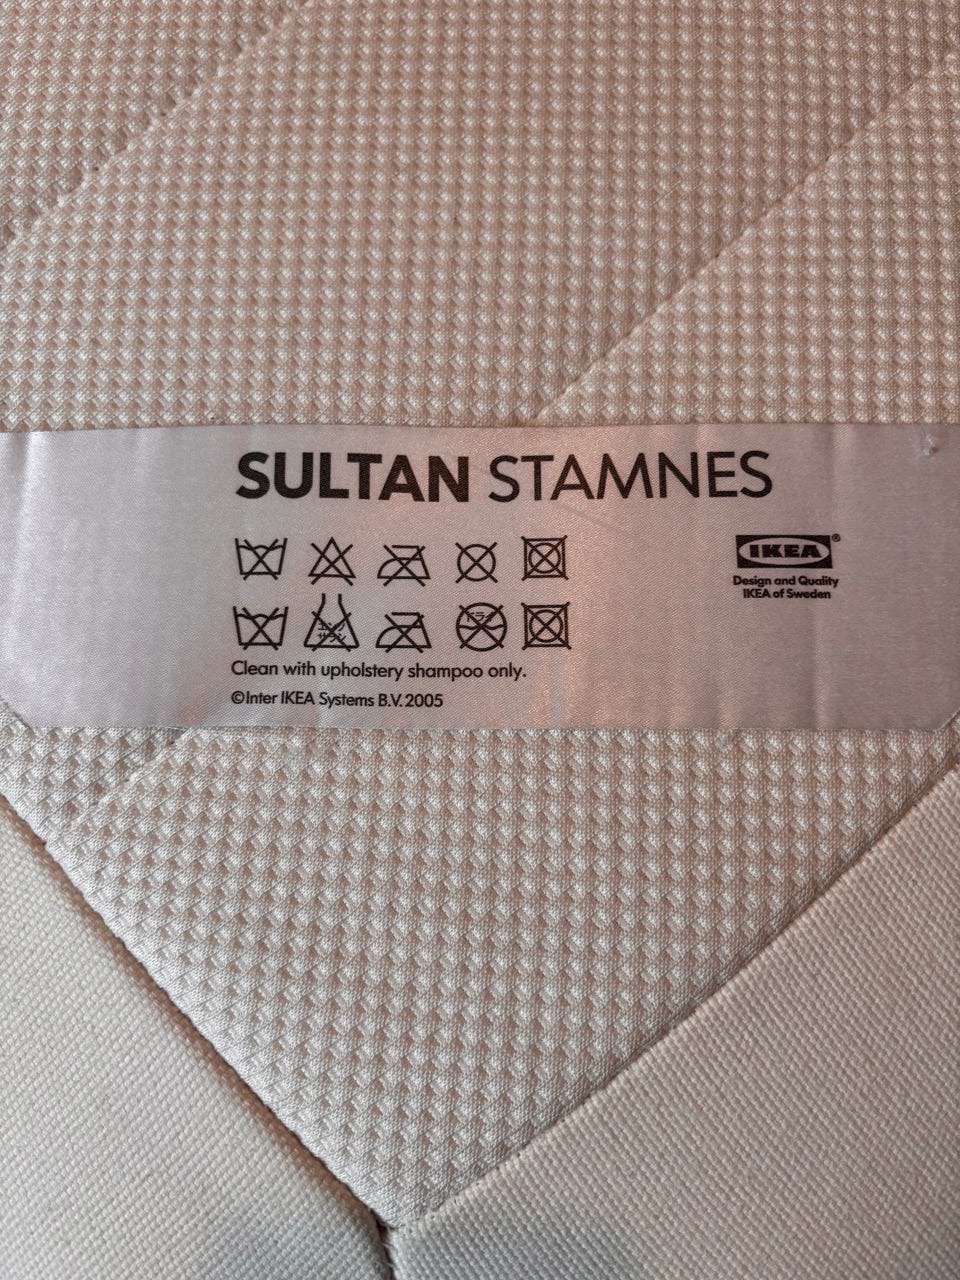 SULTAN STAMNES
IKEA®
Design and Quality
IKEA of Sweden
Clean with upholstery shampoo only.
©Inter IKEA Systems B.V. 2005